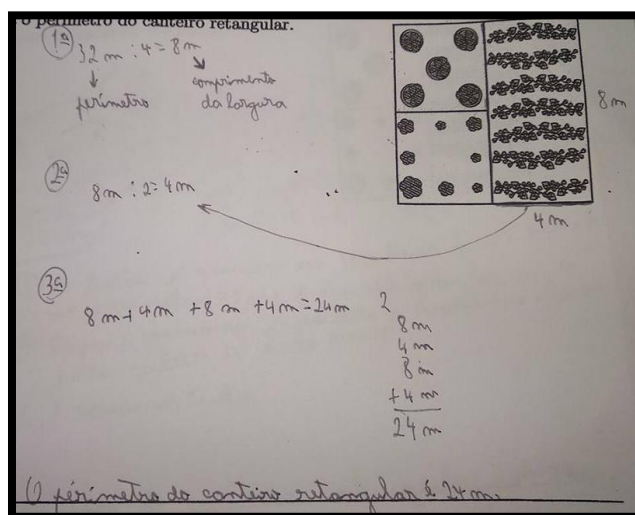 o perímetro do canteiro retangular.
1ª
32 m : 4 = 8 m
perímetro
comprimento
da largura
8 m
4 m
2ª
8 m : 2 = 4 m
3ª
8 m + 4 m + 8 m + 4 m = 24 m
2
8 m
4 m
8 m
+ 4 m
24 m
O périmetro do canteiro retangular é 24 m.